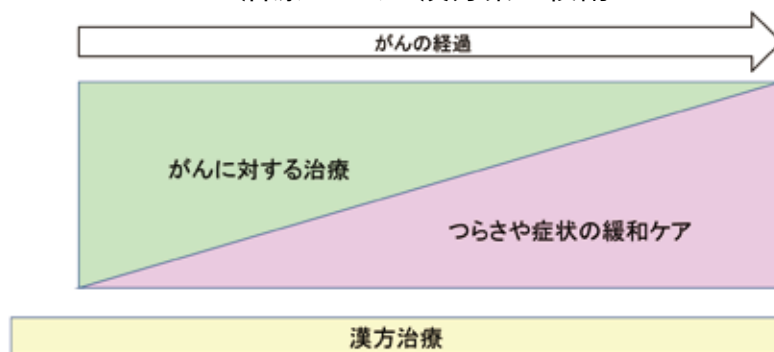 がんの経過
がんに対する治療
つらさや症状の緩和ケア
漢方治療